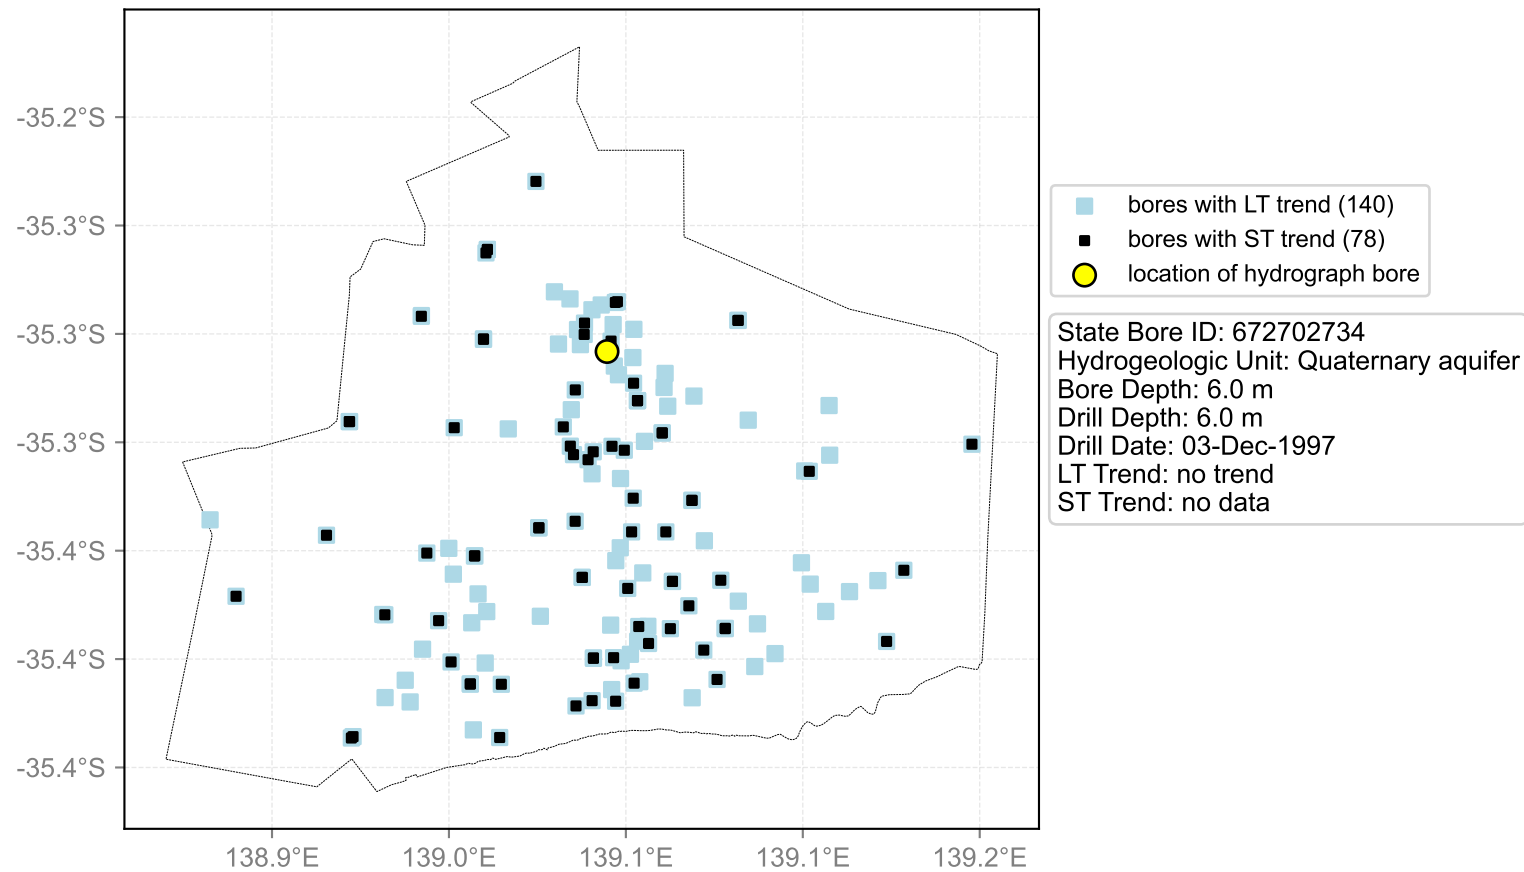 -35.2°S
-35.3°S
-35.3°S
-35.3°S
-35.4°S
-35.4°S
-35.4°S
138.9°E
139.0°E
139.1°E
139.1°E
139.2°E
bores with LT trend (140)
bores with ST trend (78)
location of hydrograph bore
State Bore ID: 672702734
Hydrogeologic Unit: Quaternary aquifer
Bore Depth: 6.0 m
Drill Depth: 6.0 m
Drill Date: 03-Dec-1997
LT Trend: no trend
ST Trend: no data